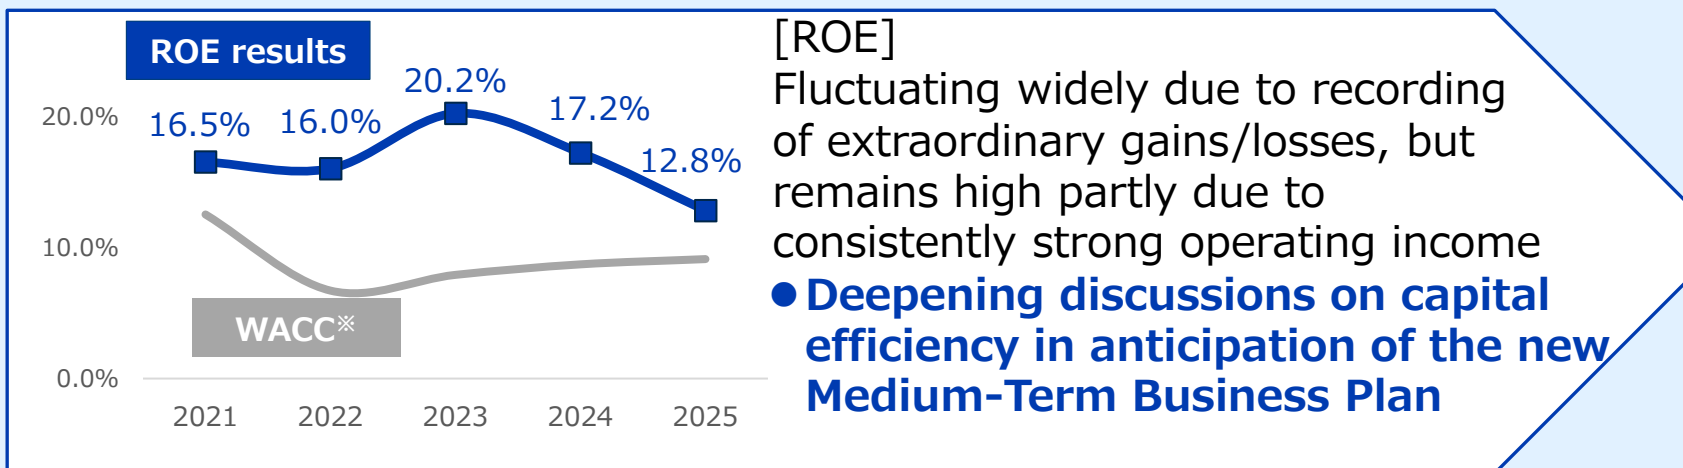 ROE results
20.0%
10.0%
0.0%
16.5%
16.0%
20.2%
17.2%
12.8%
WACC※
2021
2022
2023
2024
2025
[ROE]
Fluctuating widely due to recording
of extraordinary gains/losses, but
remains high partly due to
consistently strong operating income
●Deepening discussions on capital
efficiency in anticipation of the new
Medium-Term Business Plan